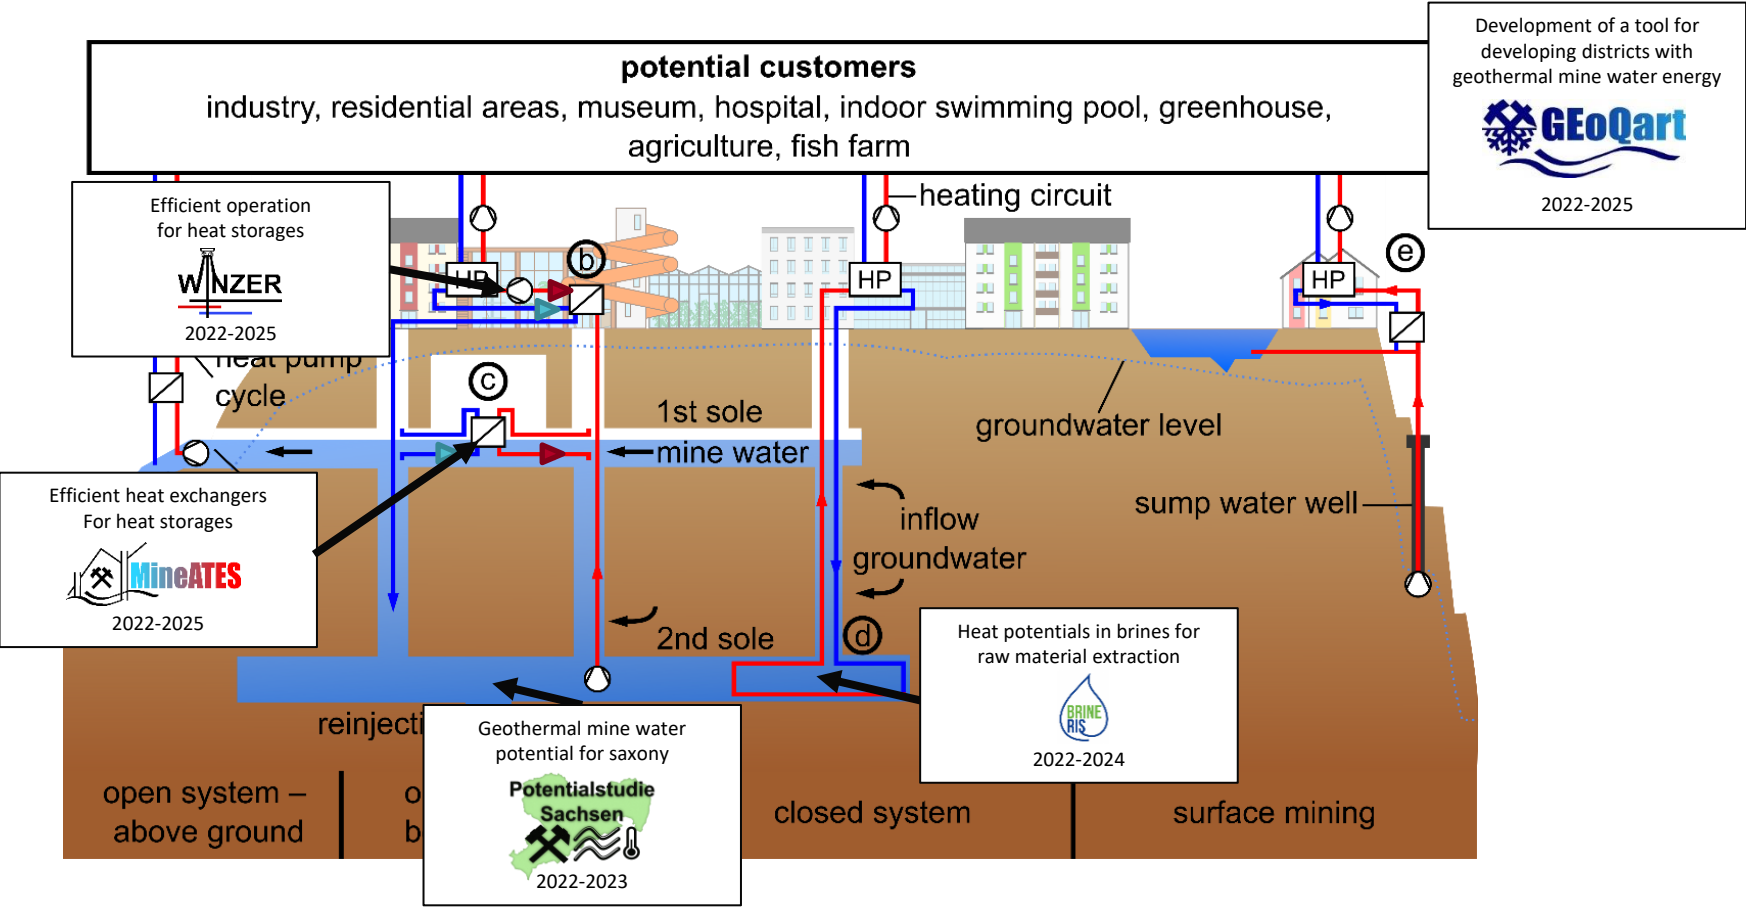 Development of a tool for
developing districts with
geothermal mine water energy
GEoQart
2022-2025
potential customers
industry, residential areas, museum, hospital, indoor swimming pool, greenhouse,
agriculture, fish farm
Efficient operation
for heat storages
WINZER
2022-2025
heating circuit
HP
b
HP
HP
e
heat pump
cycle
c
1st sole
mine water
groundwater level
Efficient heat exchangers
For heat storages
MineATES
2022-2025
inflow
groundwater
sump water well
2nd sole
d
Heat potentials in brines for
raw material extraction
BRINE
RIS
2022-2024
Geothermal mine water
potential for saxony
Potentialstudie
Sachsen
2022-2023
open system –
above ground
closed system
surface mining